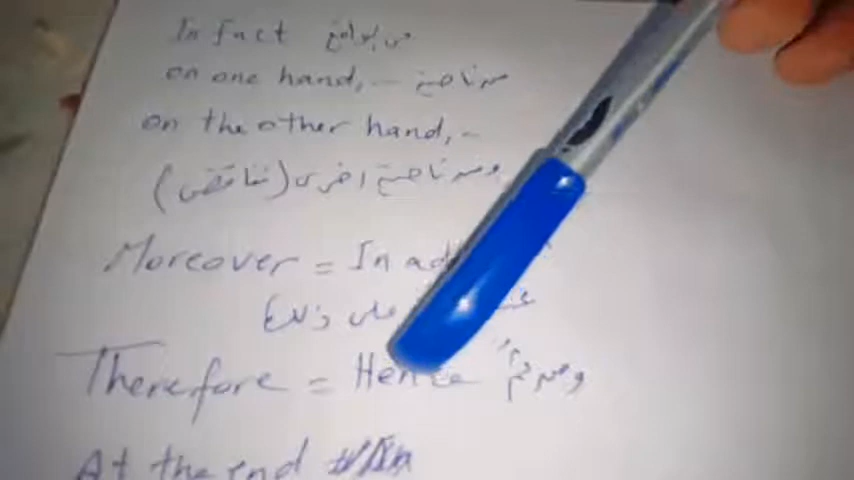 In fact في الواقع
on one hand, -- من ناحية
on the other hand, --
ومن ناحية اخرى (تناقض)
Moreover = In
على ذلك
Therefore = Hence ومن ثم
At the end